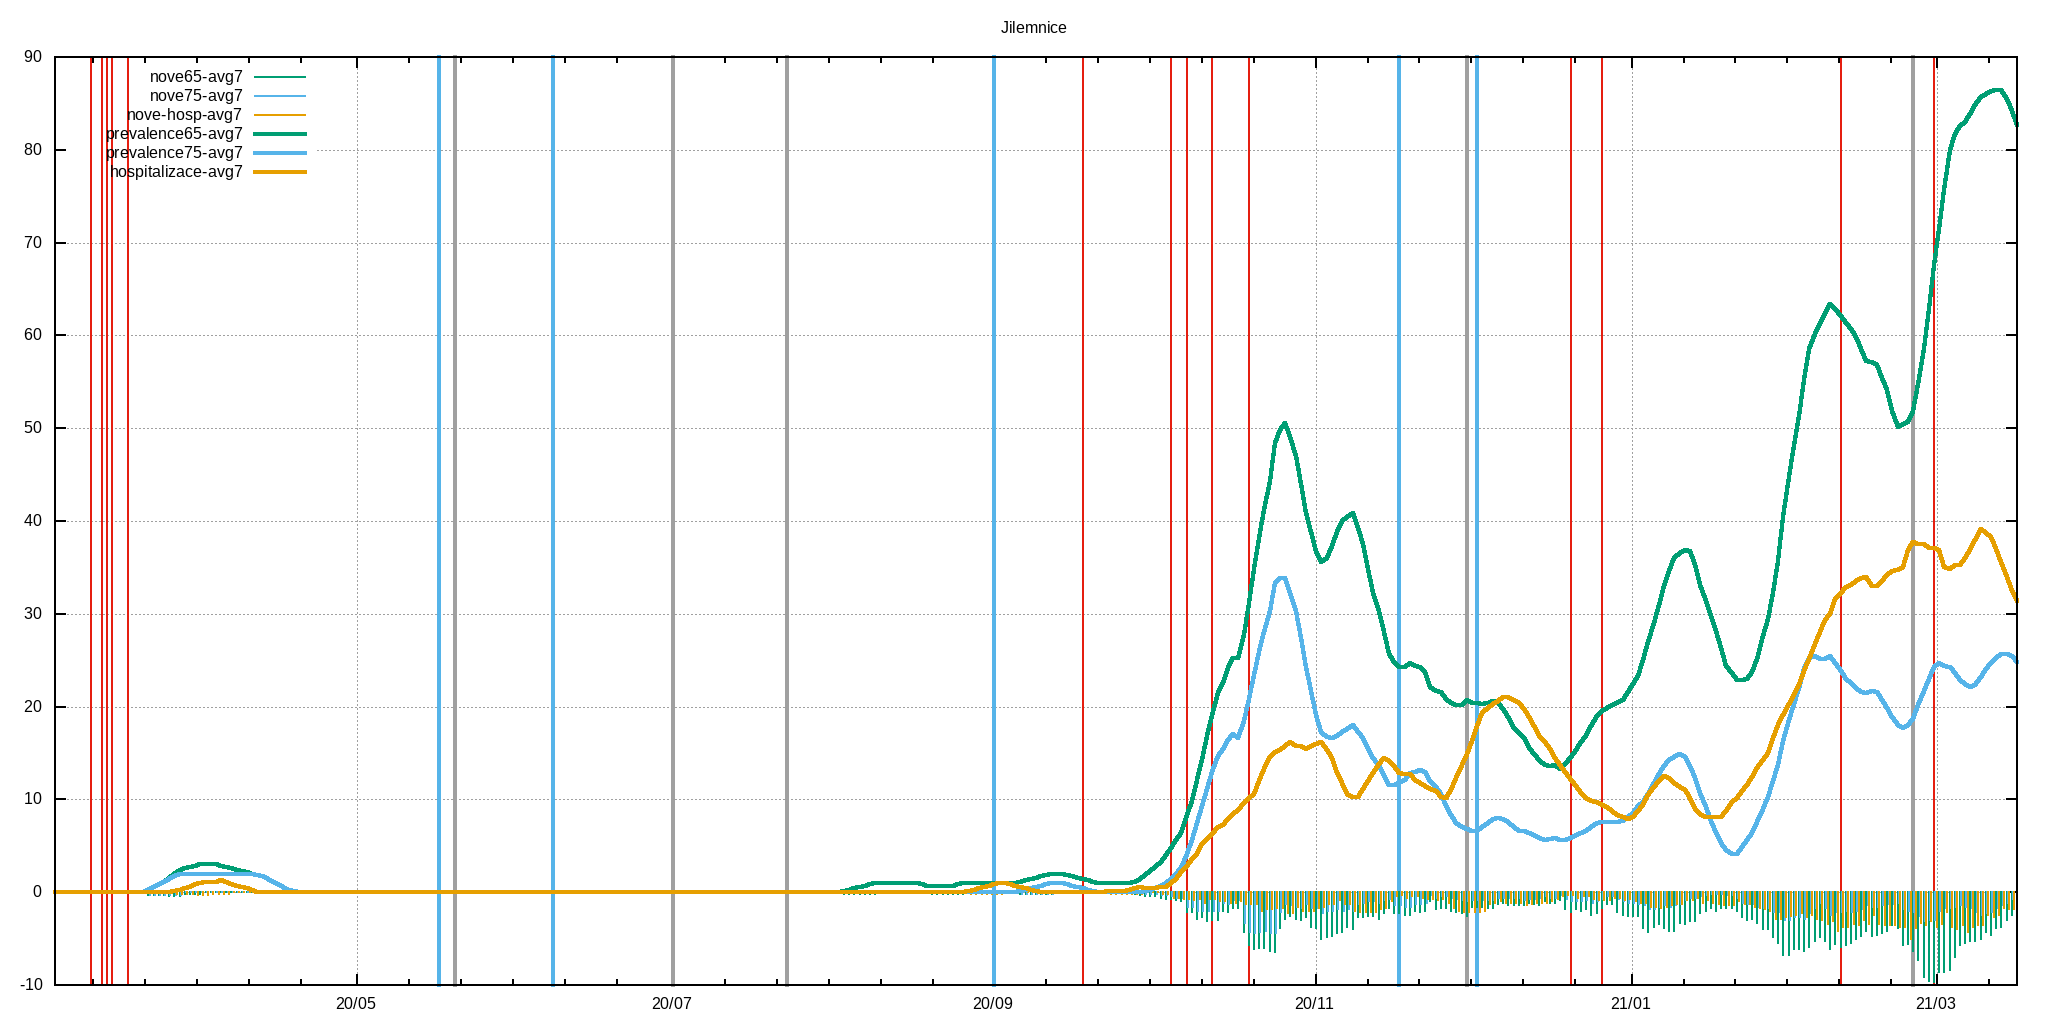 Jilemnice
90
nove65-avg7
nove75-avg7
nove-hosp-avg7
prevalence65-avg7
prevalence75-avg7
hospitalizace-avg7
80
70
60
50
40
30
20
10
0
-10
20/05 20/07 20/09 20/11 21/01 21/03